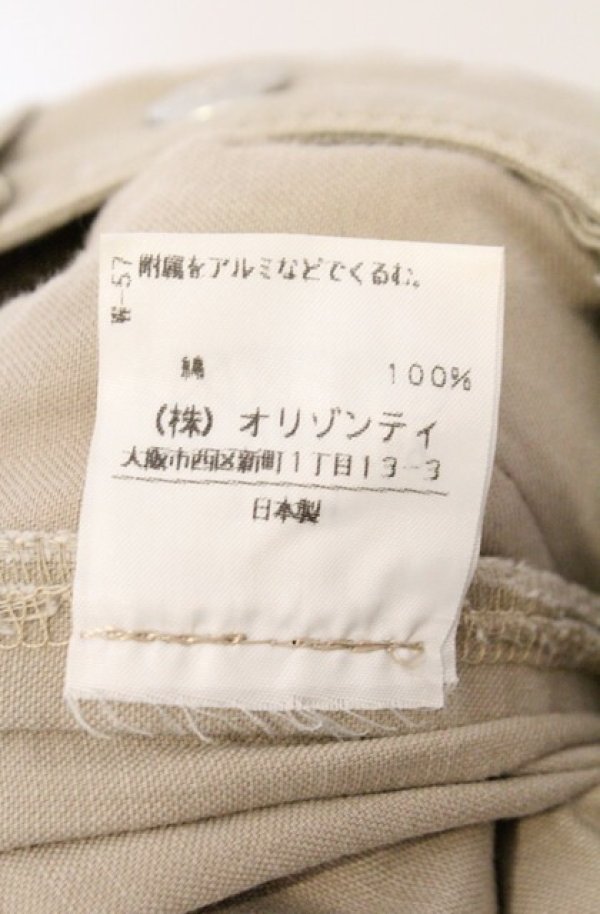 附属をアルミなどでくるむ。
綿 100%
(株) オリゾンティ
大阪市西区新町1丁目13-3
日本製